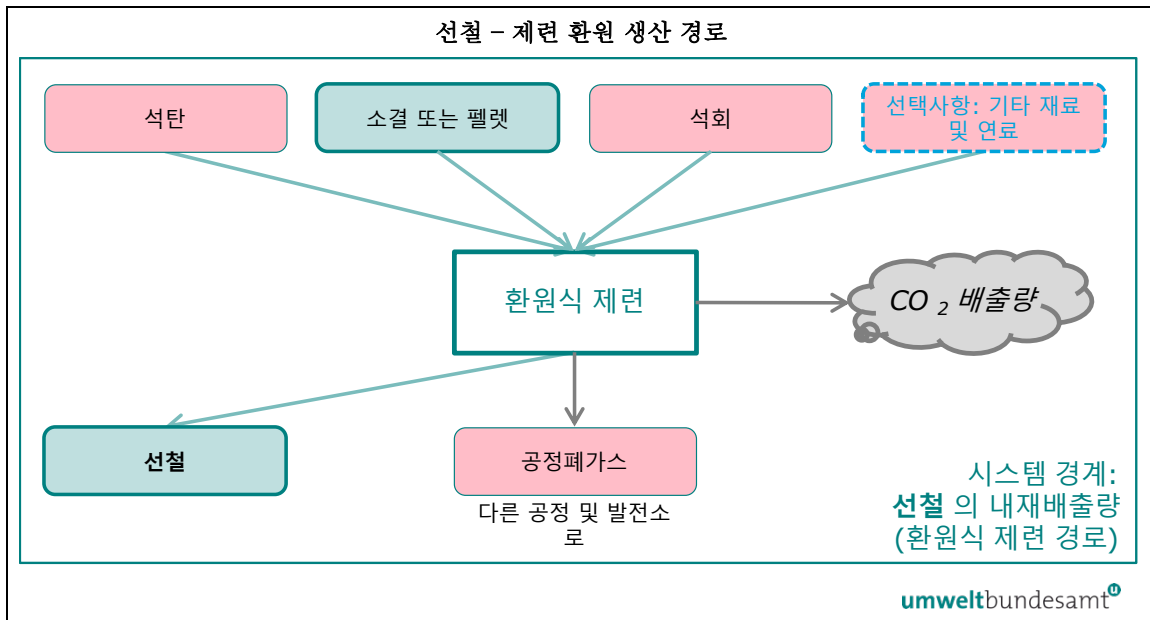 선철 – 제련 환원 생산 경로
석탄
소결 또는 펠렛
석회
선택사항: 기타 재료
및 연료
환원식 제련
CO 2 배출량
선철
공정폐가스
다른 공정 및 발전소
로
시스템 경계:
선철 의 내재배출량
(환원식 제련 경로)
umweltbundesamt